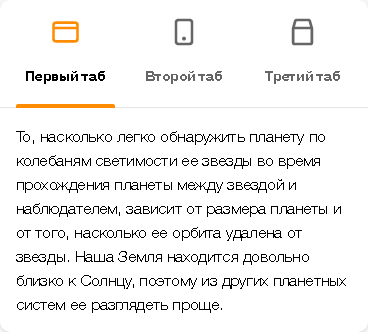 Первый таб Второй таб Третий таб
То, насколько легко обнаружить планету по
колебаням светимости ее звезды во время
прохождения планеты между звездой и
наблюдателем, зависит от размера планеты и
от того, насколько ее орбита удалена от
звезды. Наша Земля находится довольно
близко к Солнцу, поэтому из других планетных
систем ее разглядеть проще.